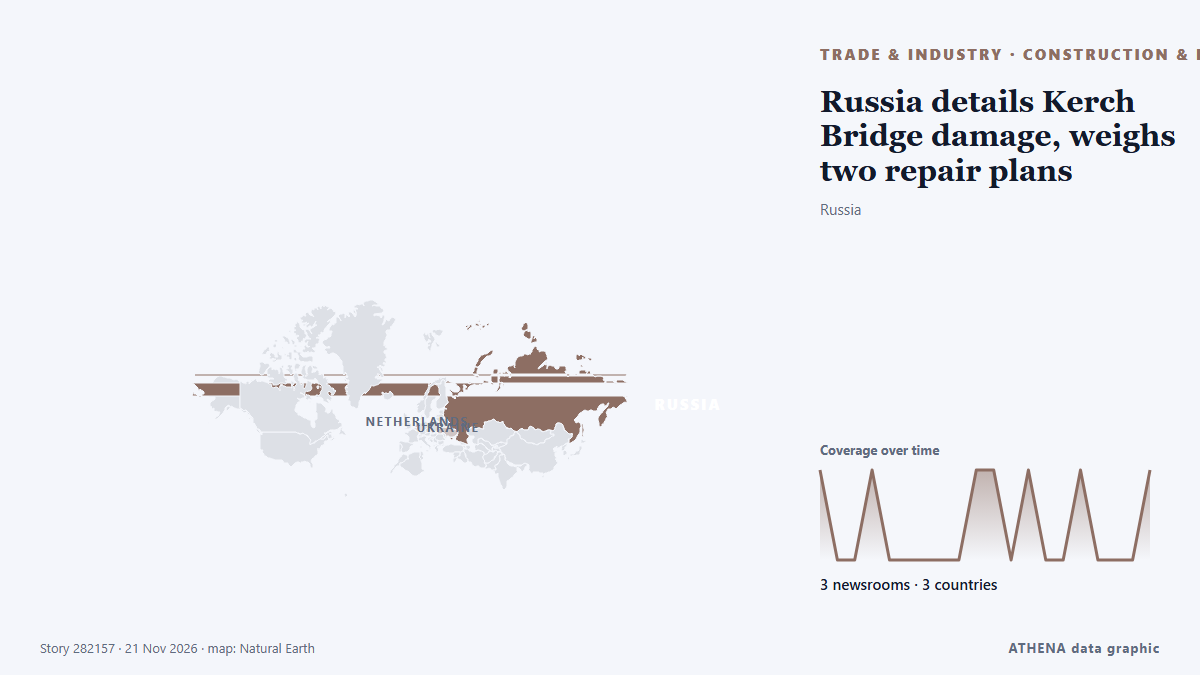 TRADE & INDUSTRY · CONSTRUCTION &
Russia details Kerch
Bridge damage, weighs
two repair plans
Russia
RUSSIA
NETHERLANDS
UKRAINE
Coverage over time
3 newsrooms · 3 countries
Story 282157 · 21 Nov 2026 · map: Natural Earth
ATHENA data graphic